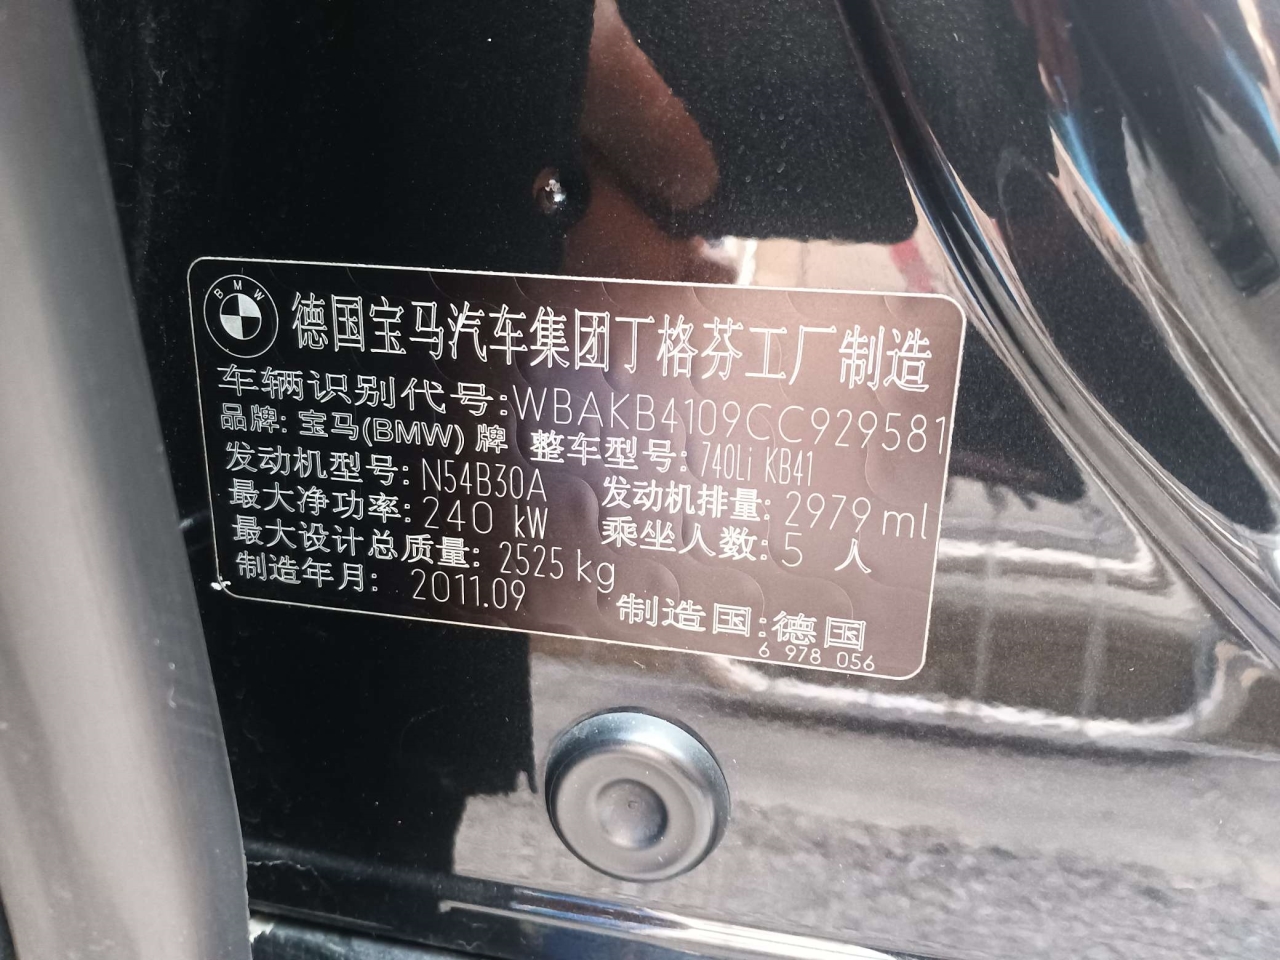 BMW
德国宝马汽车集团丁格芬工厂制造
车辆识别代号:WBAKB4109CC929581
品牌:宝马(BMW)牌 整车型号:740Li KB41
发动机型号:N54B30A 发动机排量:2979ml
最大净功率:240 kW 乘坐人数:5 人
最大设计总质量:2525kg
制造年月:2011.09 制造国:德国
6 978 056